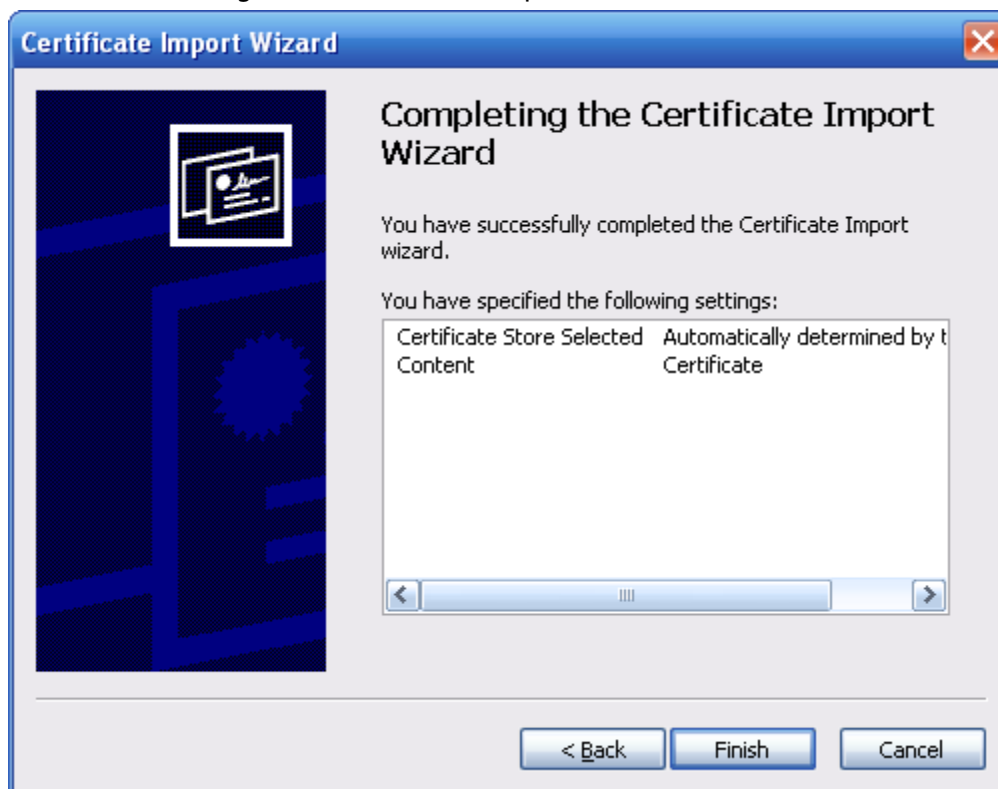 Certificate Import Wizard
Completing the Certificate Import
Wizard
You have successfully completed the Certificate Import
wizard.
You have specified the following settings:
Certificate Store Selected Automatically determined by t
Content Certificate
< Back Finish Cancel